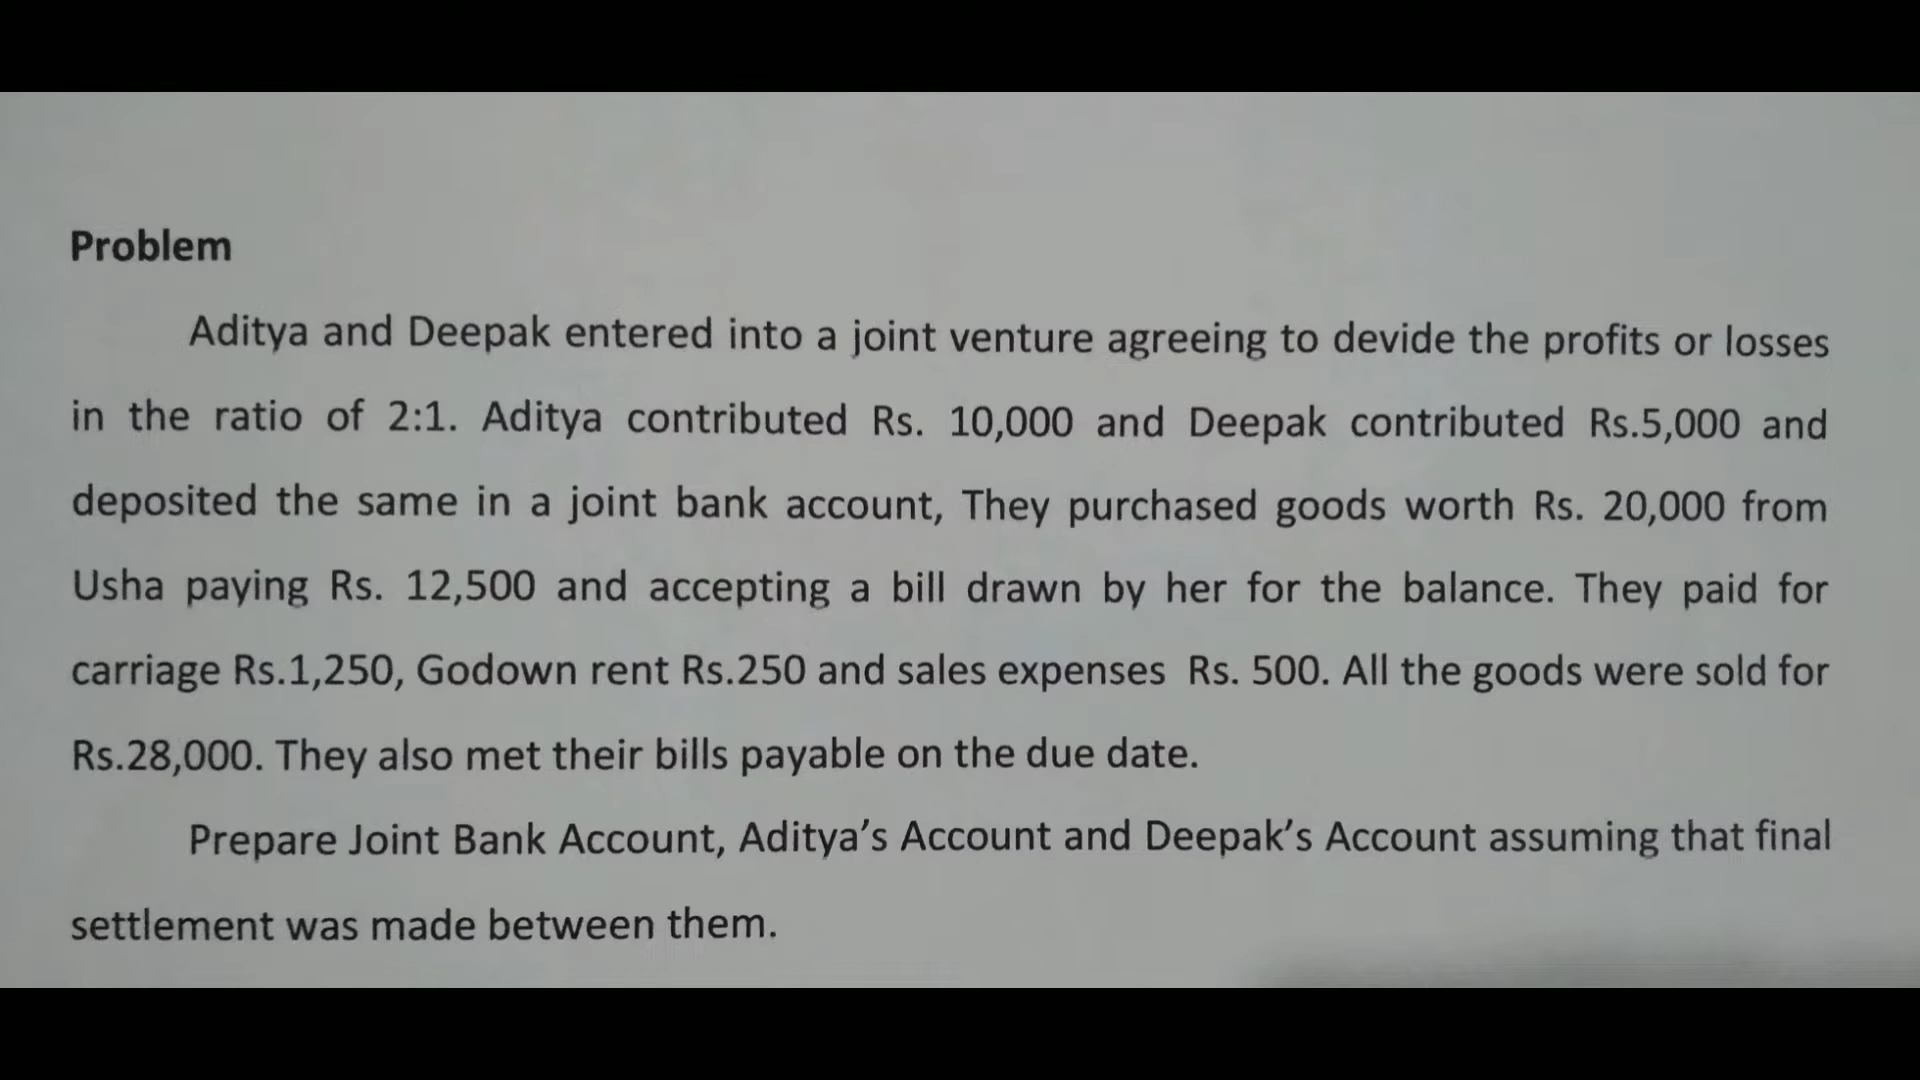 Problem
Aditya and Deepak entered into a joint venture agreeing to devide the profits or losses
in the ratio of 2:1. Aditya contributed Rs. 10,000 and Deepak contributed Rs.5,000 and
deposited the same in a joint bank account, They purchased goods worth Rs. 20,000 from
Usha paying Rs. 12,500 and accepting a bill drawn by her for the balance. They paid for
carriage Rs.1,250, Godown rent Rs.250 and sales expenses Rs. 500. All the goods were sold for
Rs.28,000. They also met their bills payable on the due date.
Prepare Joint Bank Account, Aditya’s Account and Deepak’s Account assuming that final
settlement was made between them.